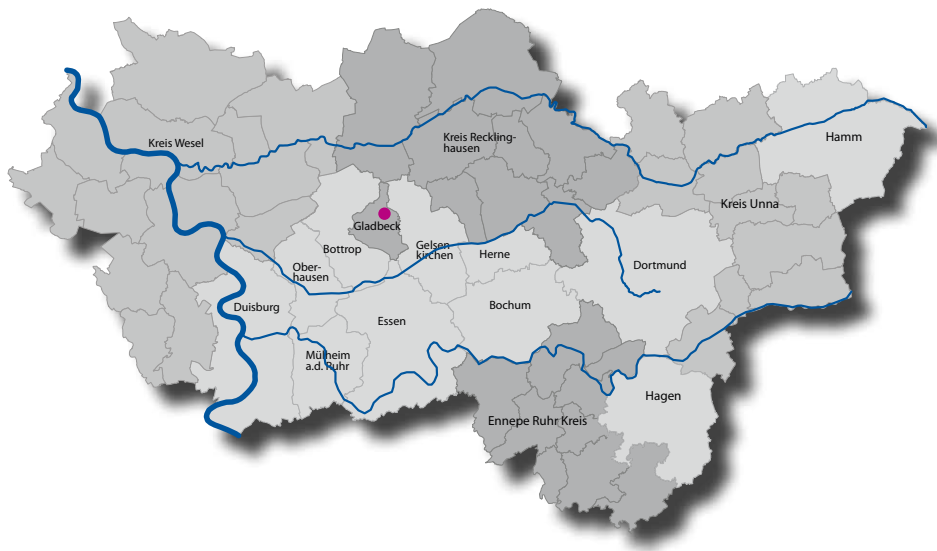 Hamm
Kreis Reckling-
hausen
Kreis Wesel
Kreis Unna
Gladbeck
Bottrop
Gelsen
kirchen
Herne
Dortmund
Ober-
hausen
Duisburg
Bochum
Essen
Mülheim
a.d. Ruhr
Hagen
Ennepe Ruhr Kreis